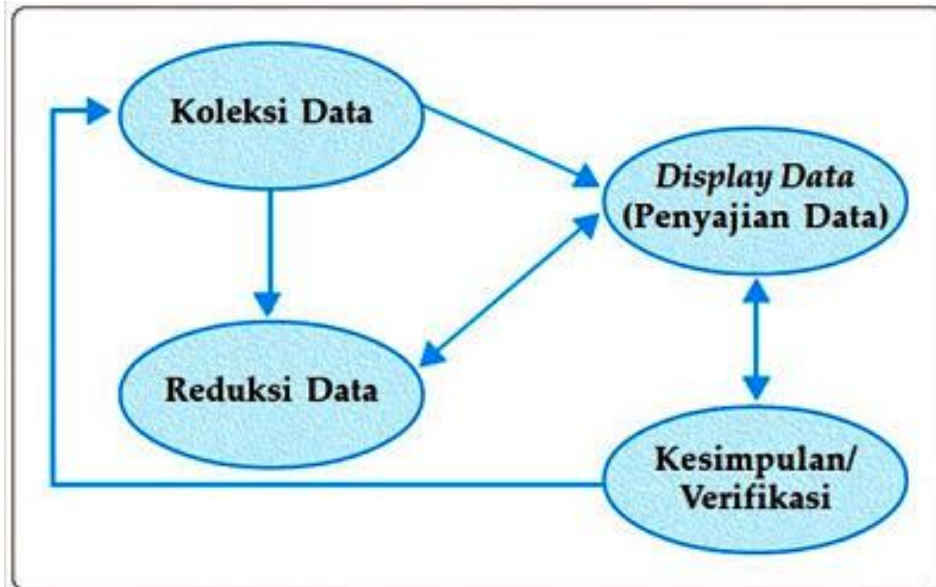 Koleksi Data
Display Data
(Penyajian Data)
Reduksi Data
Kesimpulan/
Verifikasi